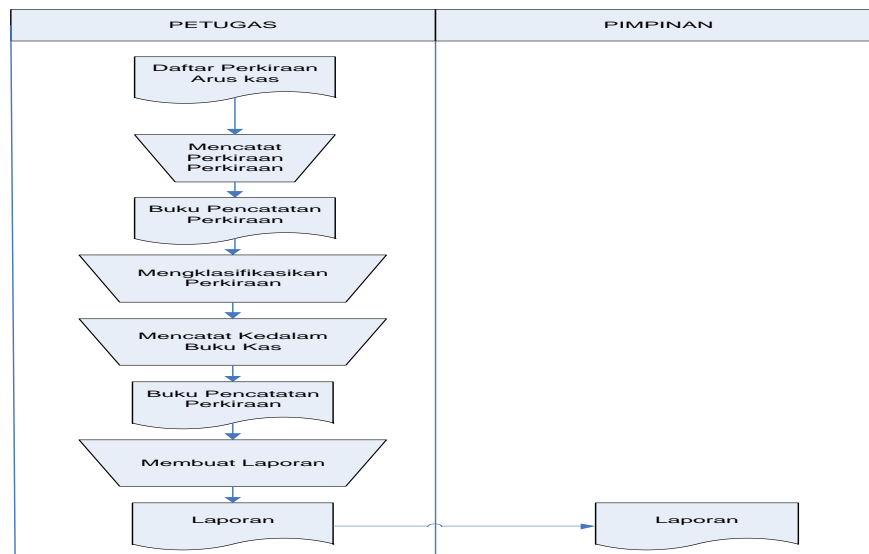 PETUGAS
PIMPINAN
Daftar Perkiraan
Arus kas
Mencatat
Perkiraan
Perkiraan
Buku Pencatatan
Perkiraan
Mengklasifikasikan
Perkiraan
Mencatat Kedalam
Buku Kas
Buku Pencatatan
Perkiraan
Membuat Laporan
Laporan
Laporan